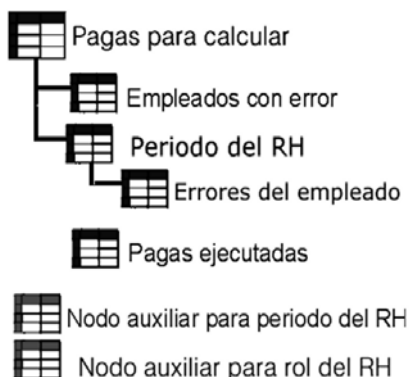 Pagas para calcular
Empleados con error
Periodo del RH
Errores del empleado
Pagas ejecutadas
Nodo auxiliar para periodo del RH
Nodo auxiliar para rol del RH